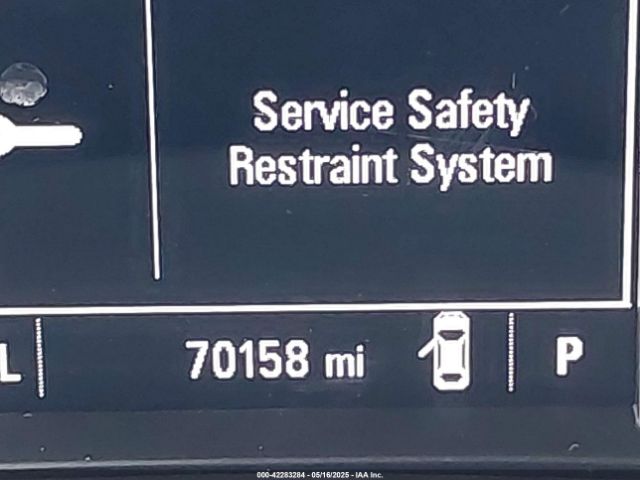 Service Safety
Restraint System
L 70158 mi P
000-42283284 - 05/16/2025 - IAA Inc.